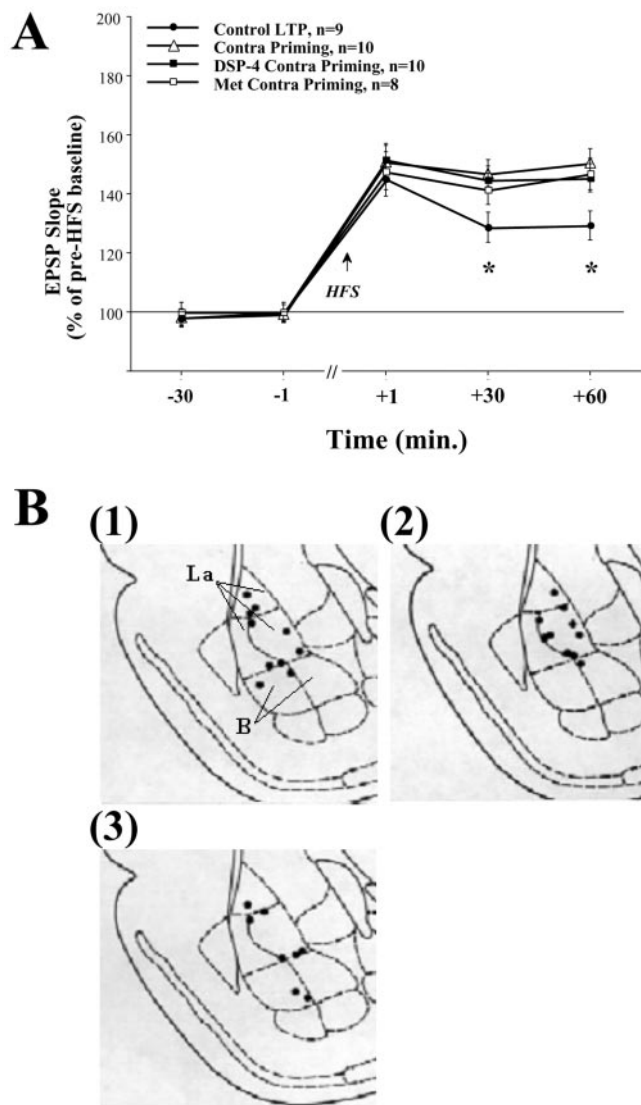 A
200
180
160
140
120
100
EPSP Slope
(% of pre-HFS baseline)
Control LTP, n=9
Contra Priming, n=10
DSP-4 Contra Priming, n=10
Met Contra Priming, n=8
HFS
*
*
-30
-1
//
+1
+30
+60
Time (min.)
B
(1)
(2)
La
B
(3)